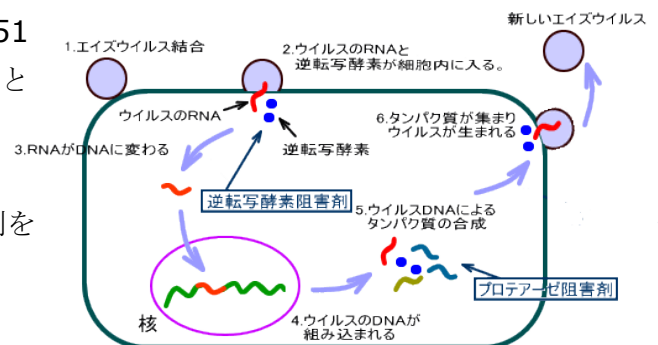 51
と
新しいエイズウイルス
1.エイズウイルス結合
2.ウイルスのRNAと
逆転写酵素が細胞内に入る。
ウイルスのRNA
逆転写酵素
6.タンパク質が集まり
ウイルスが生まれる
3.RNAがDNAに変わる
逆転写酵素阻害剤
5.ウイルスDNAによる
タンパク質の合成
を
プロテアーゼ阻害剤
核
4.ウイルスのDNAが
組み込まれる